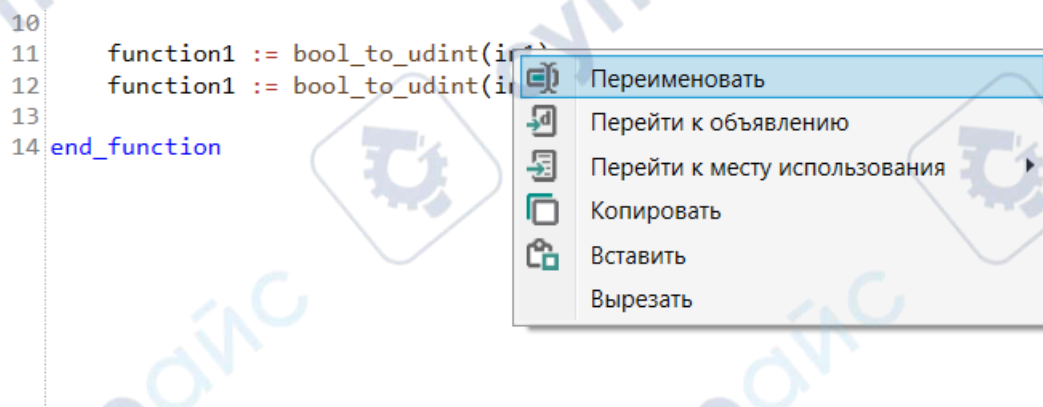 10
11 function1 := bool_to_udint(in1)
12 function1 := bool_to_udint(i
13
14 end_function
Переименовать
Перейти к объявлению
Перейти к месту использования
Копировать
Вставить
Вырезать